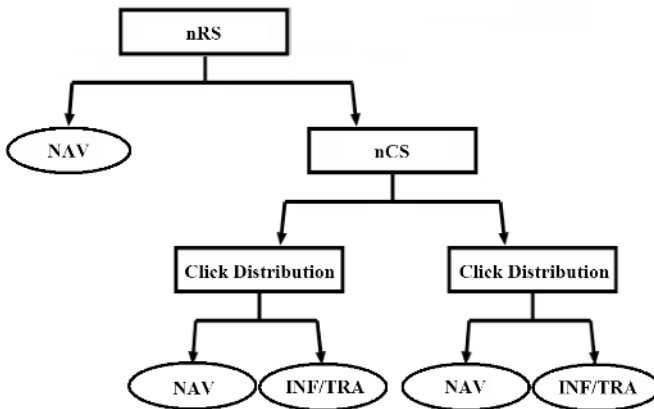 nRS
NAV
nCS
Click Distribution
Click Distribution
NAV
INF/TRA
NAV
INF/TRA